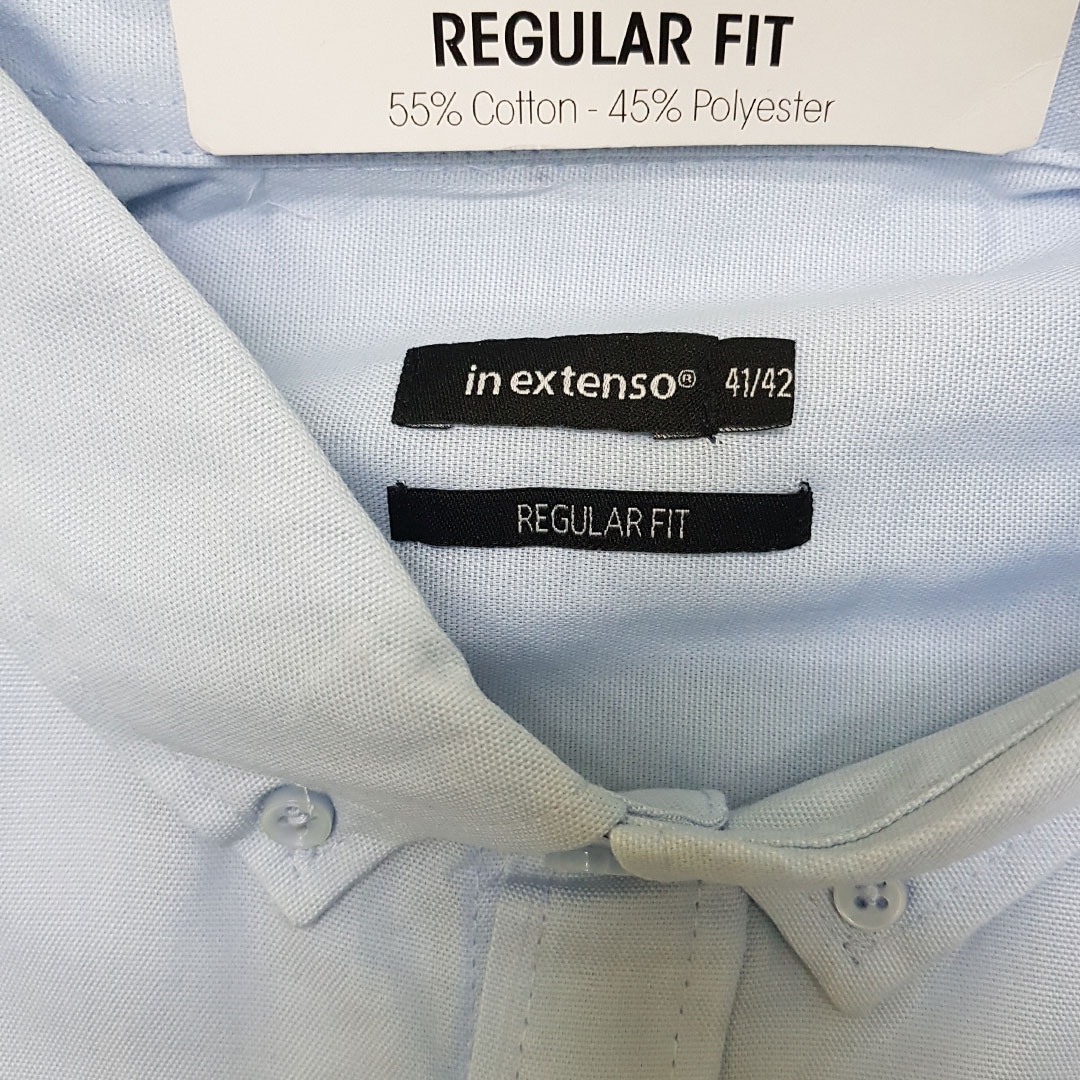 REGULAR FIT
55% Cotton - 45% Polyester
in extenso® 41/42
REGULAR FIT